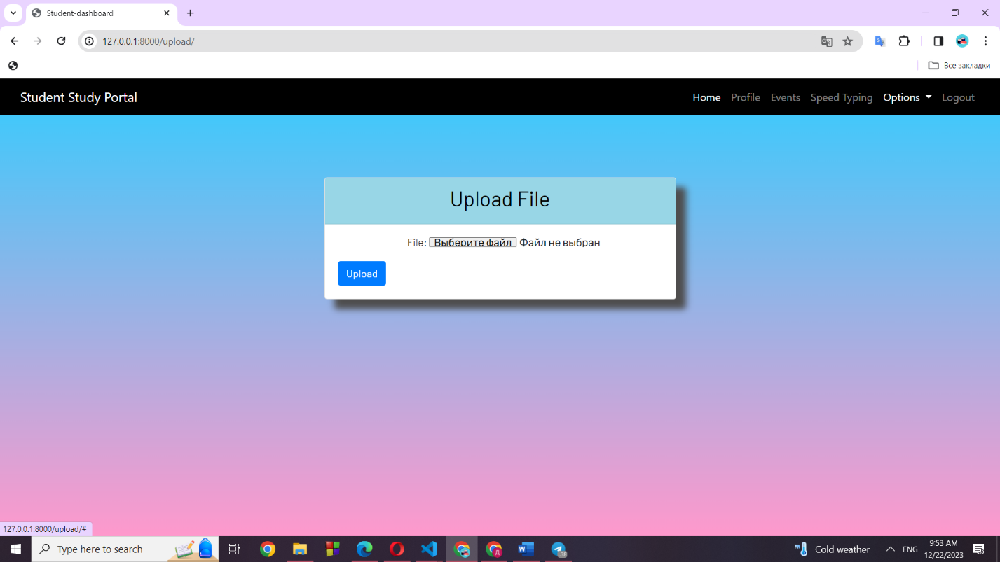 Student-dashboard
127.0.0.1:8000/upload/
Все закладки
Student Study Portal
Home Profile Events Speed Typing Options Logout
Upload File
File: Выберите файл Файл не выбран
Upload
127.0.0.1:8000/upload/#
Type here to search
Cold weather
ENG
9:53 AM
12/22/2023